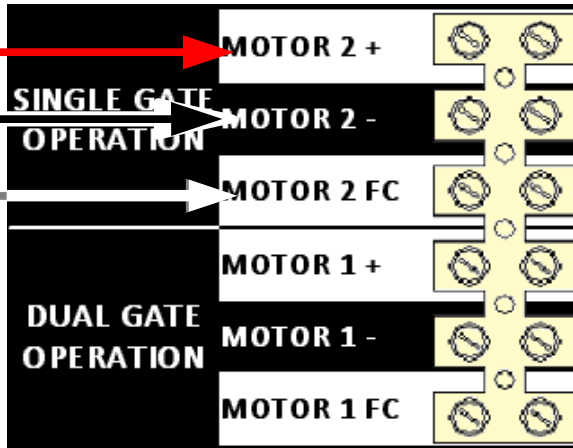 SINGLE GATE
OPERATION
MOTOR 2 +
MOTOR 2 -
MOTOR 2 FC
DUAL GATE
OPERATION
MOTOR 1 +
MOTOR 1 -
MOTOR 1 FC